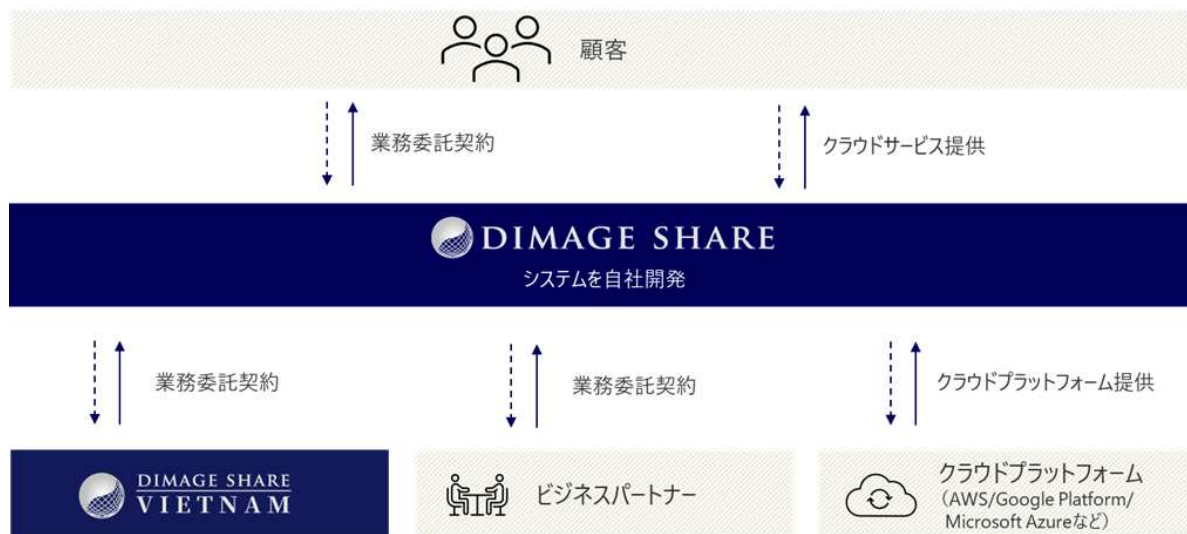 顧客
業務委託契約
クラウドサービス提供
DIMAGE SHARE
システムを自社開発
業務委託契約
業務委託契約
クラウドプラットフォーム提供
DIMAGE SHARE
VIETNAM
ビジネスパートナー
クラウドプラットフォーム
（AWS/Google Platform/
Microsoft Azureなど）